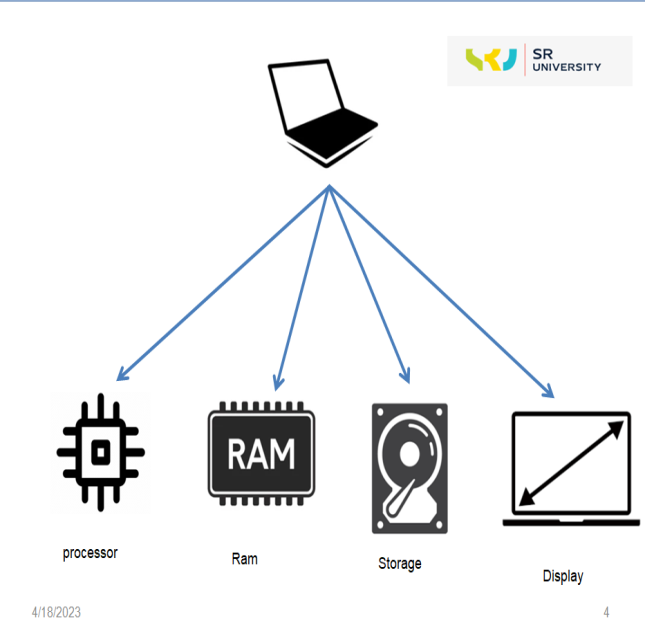 SR
UNIVERSITY
RAM
processor
Ram
Storage
Display
4/18/2023
4